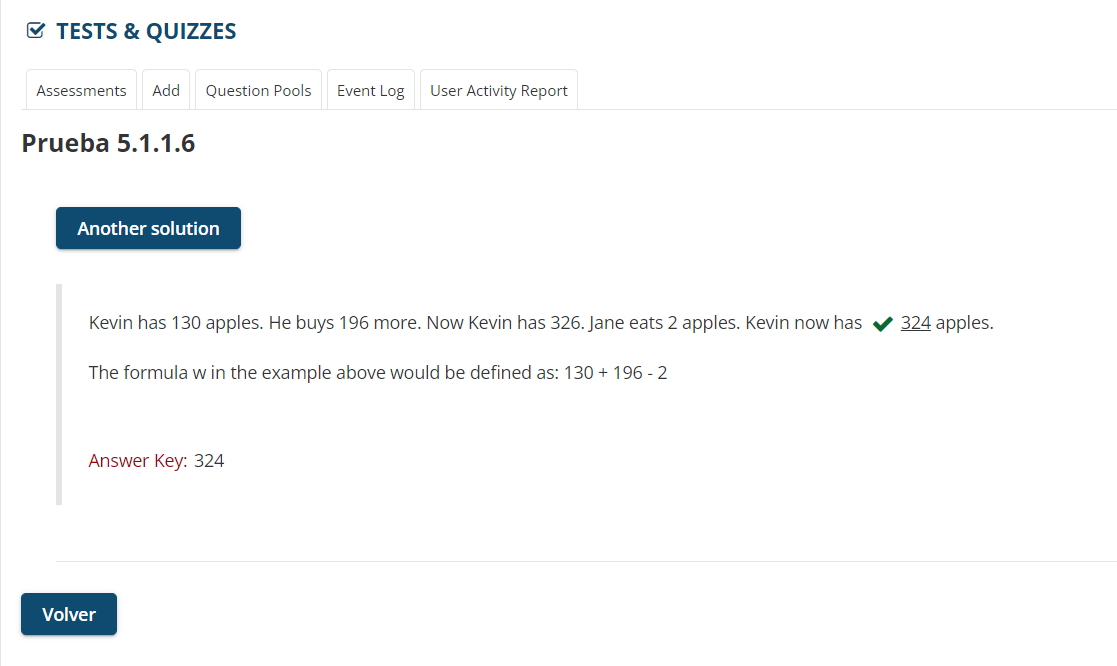 TESTS & QUIZZES
Assessments
Add
Question Pools
Event Log
User Activity Report
Prueba 5.1.1.6
Another solution
Kevin has 130 apples. He buys 196 more. Now Kevin has 326. Jane eats 2 apples. Kevin now has 324 apples.
The formula w in the example above would be defined as: 130 + 196 - 2
Answer Key: 324
Volver